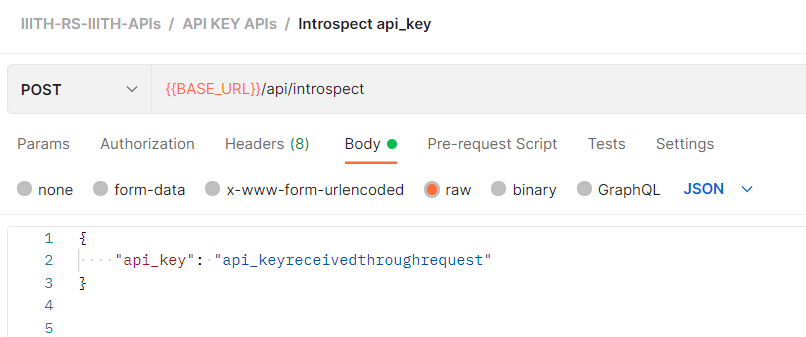 IIITH-RS-IIITH-APIs / API KEY APIs / Introspect api_key
POST {{BASE_URL}}/api/introspect
Params Authorization Headers (8) Body Pre-request Script Tests Settings
none form-data x-www-form-urlencoded raw binary GraphQL JSON
1 {
2 "api_key": "api_keyreceivedthroughrequest"
3 }
4
5